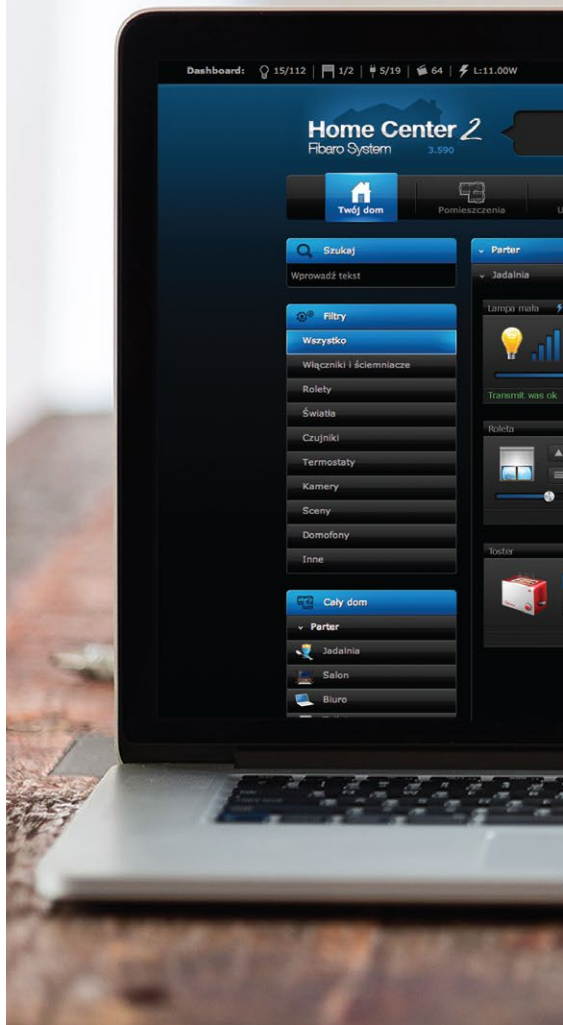 Dashboard: 15/112 | 1/2 | 5/19 | 64 | L:11.00W
Home Center 2
Fibaro System 3.590
Twój dom
Pomieszczenia
U
Szukaj
Wprowadź tekst
Filtry
Wszystko
Włączniki i ściemniacze
Rolety
Światła
Czujniki
Termostaty
Kamery
Sceny
Domofony
Inne
Cały dom
Parter
Jadalnia
Salon
Biuro
Parter
Jadalnia
Lampa mała
Transmit was ok
Roleta
Toster